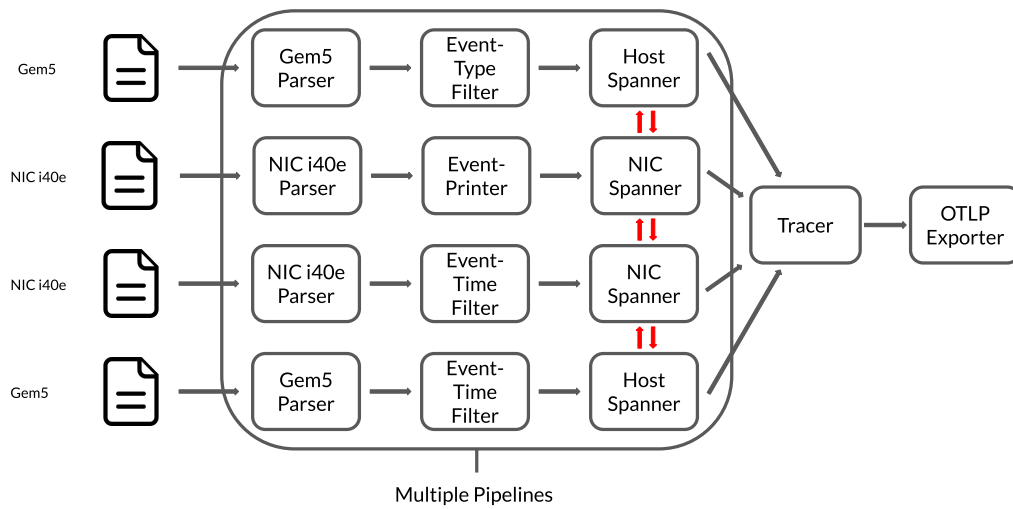 Gem5
Gem5
Parser
Event-
Type
Filter
Host
Spanner
NIC i40e
NIC i40e
Parser
Event-
Printer
NIC
Spanner
Tracer
OTLP
Exporter
NIC i40e
NIC i40e
Parser
Event-
Time
Filter
NIC
Spanner
Gem5
Gem5
Parser
Event-
Time
Filter
Host
Spanner
Multiple Pipelines